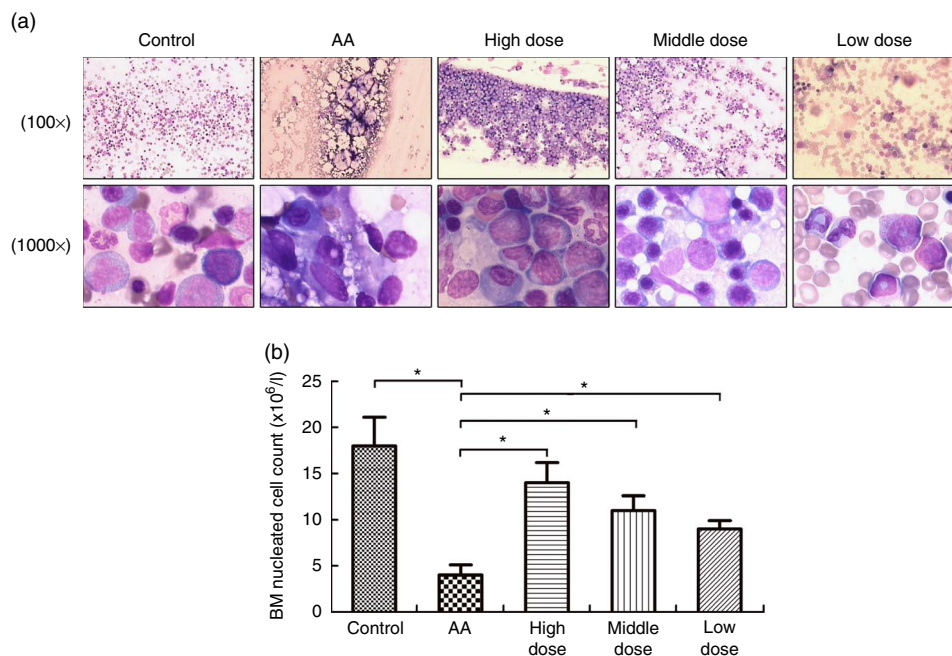 (a)
Control AA High dose Middle dose Low dose
(100×)
(1000×)
(b)
BM nucleated cell count (x10⁶/l)
25
20
15
10
5
0
* * * *
Control AA High dose Middle dose Low dose